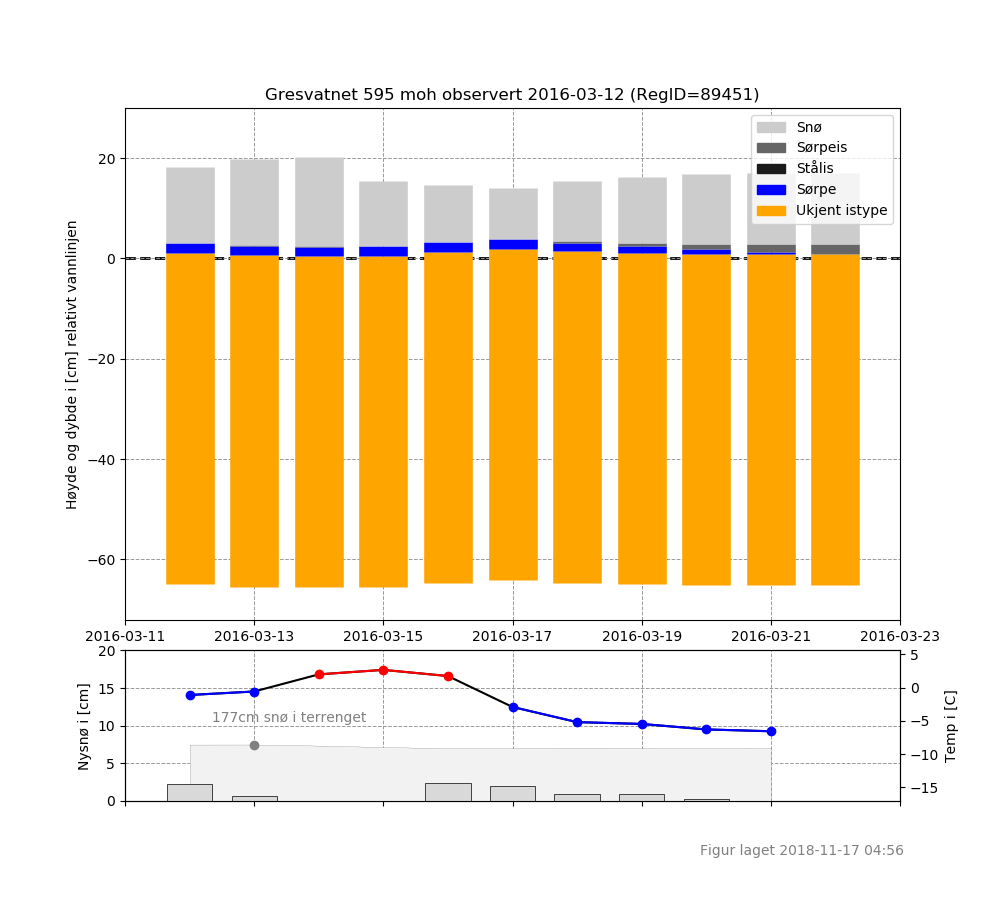 Gresvatnet 595 moh observert 2016-03-12 (RegID=89451)
Snø
Sørpeis
Stålis
Sørpe
Ukjent istype
Høyde og dybde i [cm] relativt vannlinjen
20
0
−20
−40
−60
2016-03-11 2016-03-13 2016-03-15 2016-03-17 2016-03-19 2016-03-21 2016-03-23
Nysnø i [cm]
20
15
10
5
0
177cm snø i terrenget
5
0
−5
−10
−15
Temp i [C]
Figur laget 2018-11-17 04:56